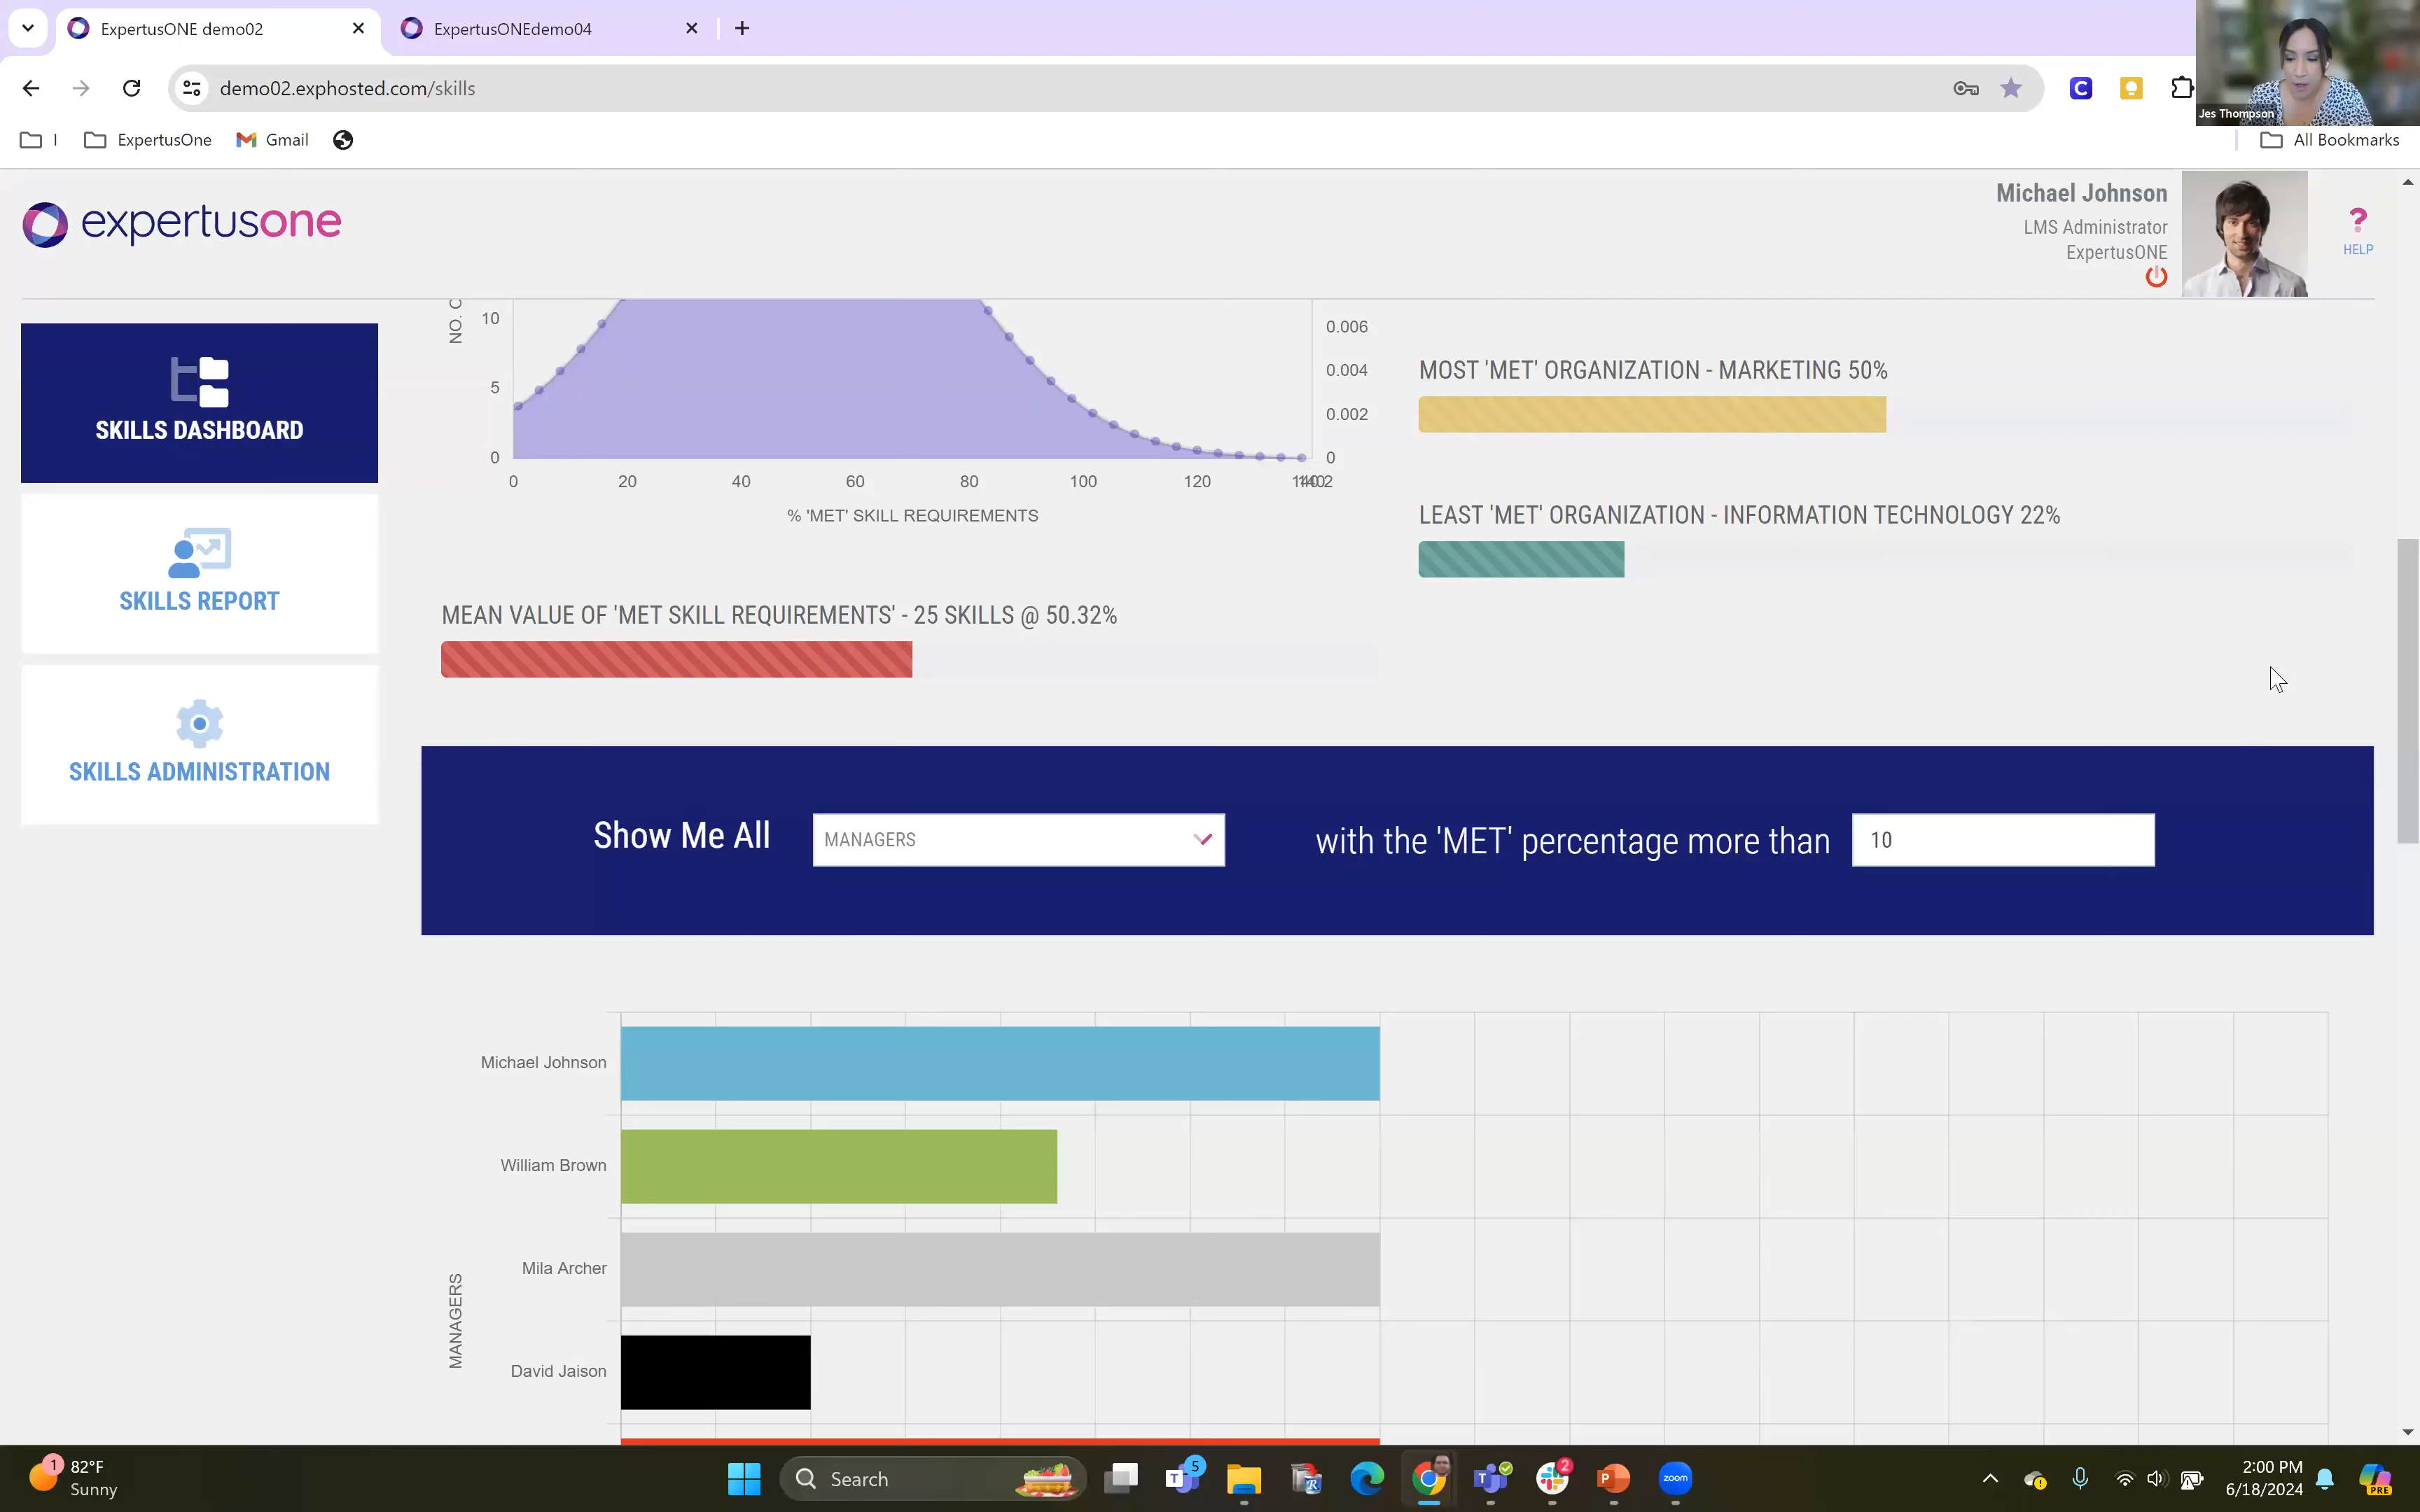 ExpertusONE demo02
ExpertusONEdemo04
demo02.exphosted.com/skills
Jes Thompson
I
ExpertusOne
Gmail
All Bookmarks
expertusone
Michael Johnson
LMS Administrator
ExpertusONE
?
HELP
SKILLS DASHBOARD
SKILLS REPORT
SKILLS ADMINISTRATION
10
5
0
0.006
0.004
0.002
0
0 20 40 60 80 100 120
% 'MET' SKILL REQUIREMENTS
MOST 'MET' ORGANIZATION - MARKETING 50%
LEAST 'MET' ORGANIZATION - INFORMATION TECHNOLOGY 22%
MEAN VALUE OF 'MET SKILL REQUIREMENTS' - 25 SKILLS @ 50.32%
Show Me All MANAGERS with the 'MET' percentage more than 10
MANAGERS
Michael Johnson
William Brown
Mila Archer
David Jaison
1
82°F
Sunny
Search
5
2
zoom
2:00 PM
6/18/2024
PRE